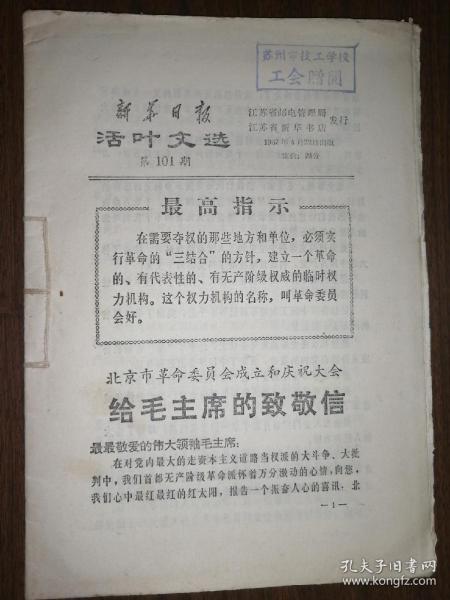 苏州市技工学校
工会赠阅
新华日报
活叶文选
第101期
江苏省邮电管理局
江苏省新华书店
发行
最高指示
在需要夺权的那些地方和单位，必须实
行革命的“三结合”的方针，建立一个革命
的、有代表性的、有无产阶级权威的临时权
力机构。这个权力机构的名称，叫革命委员
会好。
北京市革命委员会成立和庆祝大会
给毛主席的致敬信
最最敬爱的伟大领袖毛主席：
在对党内最大的走资本主义道路当权派的大斗争、大批
判中，我们首都无产阶级革命派怀着万分激动的心情，向您，
我们心中最红最红的红太阳，报告一个振奋人心的喜讯：北
—1—
孔夫子旧书网
www.kongfz.com